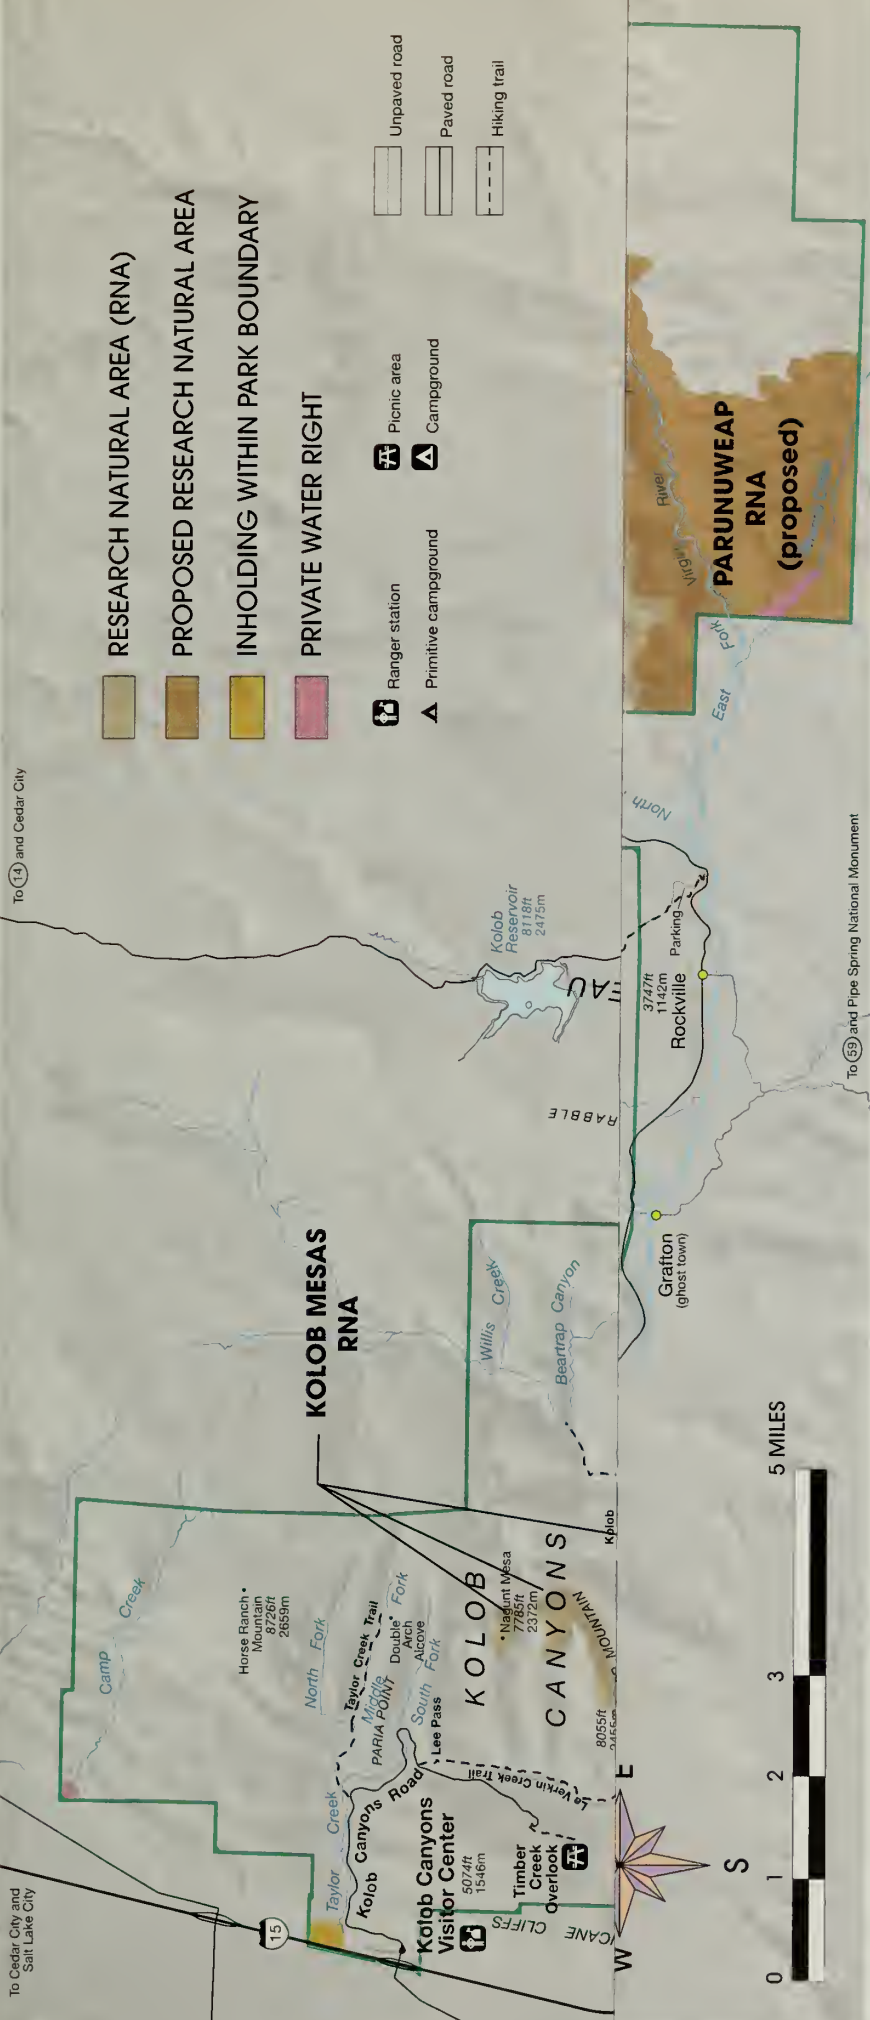 To 14 and Cedar City
RESEARCH NATURAL AREA (RNA)
PROPOSED RESEARCH NATURAL AREA
INHOLDING WITHIN PARK BOUNDARY
PRIVATE WATER RIGHT
Ranger station
Picnic area
Primitive campground
Campground
Unpaved road
Paved road
Hiking trail
To Cedar City and
Salt Lake City
15
Camp Creek
Horse Ranch
Mountain
8726ft
2659m
North Fork
Taylor Creek
Taylor Creek Trail
Middle Fork
PARIA POINT
Double
Arch
Alcove
South Fork
Lee Pass
Kolob Canyons Road
Kolob Canyons
Visitor Center
5074ft
1546m
Timber
Creek
Overlook
La Verkin Creek Trail
CLIFFS
ICANE
KOLOB
CANYONS
Nagunt Mesa
7785ft
2372m
MOUNTAIN
8055ft
Kolob
KOLOB MESAS
RNA
Willis Creek
Beartrap Canyon
Kolob
Reservoir
8118ft
2475m
EAU
RABBLE
W
E
S
0
1
2
3
5 MILES
Grafton
(ghost town)
3747ft
1142m
Rockville
Parking
North
East Fork Virgin River
PARUNUWEAP
RNA
(proposed)
To 59 and Pipe Spring National Monument